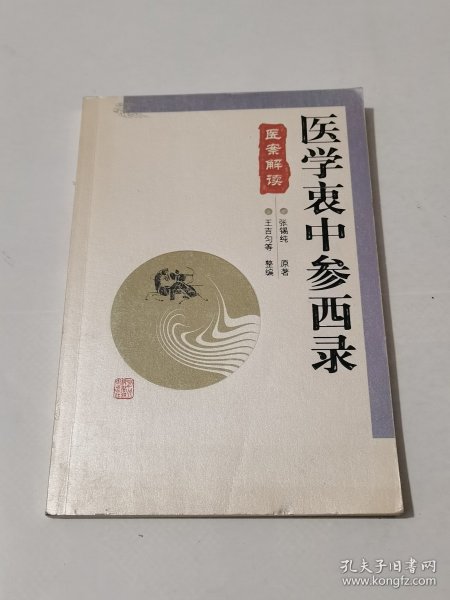 医学衷中参西录
医案解读
张锡纯 原著
王吉匀等 整编
孔夫子旧书网
www.kongfz.com